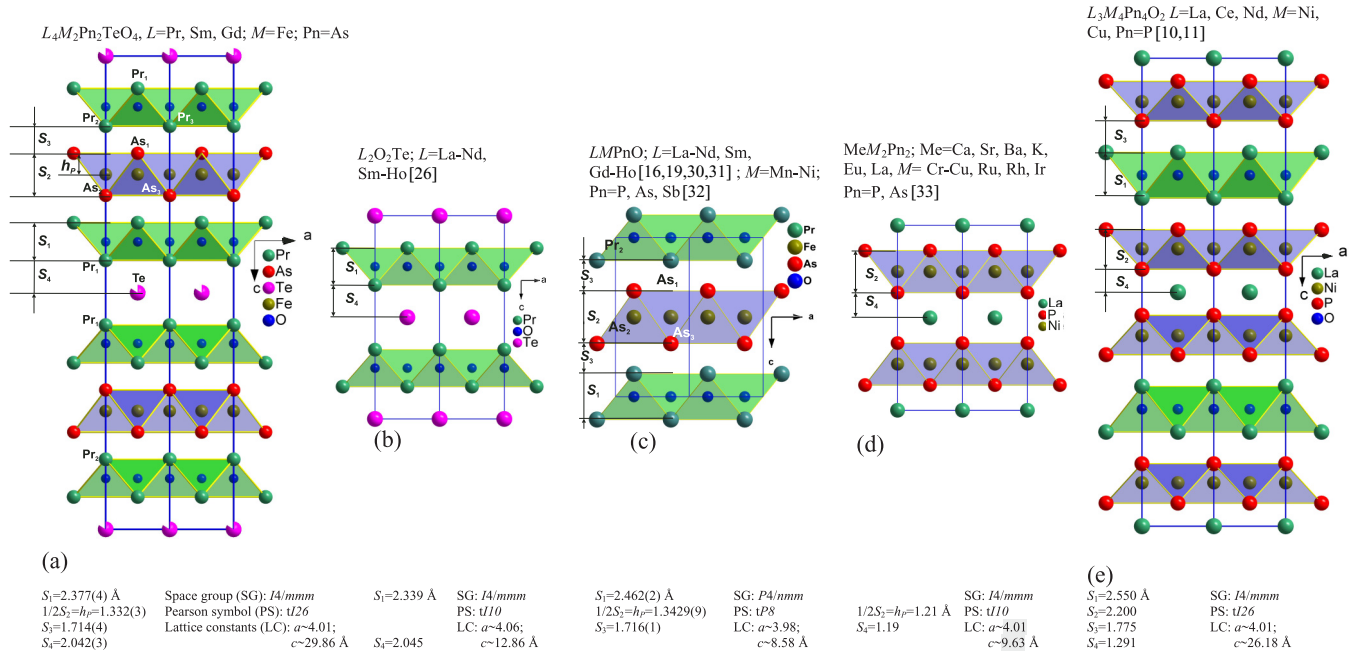 L4M2Pn2TeO4, L=Pr, Sm, Gd; M=Fe; Pn=As
Pr1
Pr2
Pr3
S3
As1
hP
S2
As2
As1
S1
Pr1
S4
Te
a
c
Pr
As
Te
Fe
O
Pr1
Pr2
(a)
L2O2Te; L=La-Nd,
Sm-Ho[26]
S1
S4
a
c
Pr
O
Te
(b)
LMPnO; L=La-Nd, Sm,
Gd-Ho[16,19,30,31] ; M=Mn-Ni;
Pn=P, As, Sb[32]
Pr2
S3
As1
S2
As2
As3
S3
S1
a
c
Pr
Fe
As
O
(c)
MeM2Pn2; Me=Ca, Sr, Ba, K,
Eu, La, M= Cr-Cu, Ru, Rh, Ir
Pn=P, As[33]
S2
S4
La
P
Ni
(d)
L3M4Pn4O2 L=La, Ce, Nd, M=Ni,
Cu, Pn=P[10,11]
S3
S1
S2
S4
a
c
La
Ni
P
O
(e)
S1=2.377(4) Å
1/2S2=hP=1.332(3)
S3=1.714(4)
S4=2.042(3)
Space group (SG): I4/mmm
Pearson symbol (PS): tI26
Lattice constants (LC): a~4.01;
c~29.86 Å
S1=2.339 Å
S4=2.045
SG: I4/mmm
PS: tI10
LC: a~4.06;
c~12.86 Å
S1=2.462(2) Å
1/2S2=hP=1.3429(9)
S3=1.716(1)
SG: P4/nmm
PS: tP8
LC: a~3.98;
c~8.58 Å
1/2S2=hP=1.21 Å
S4=1.19
SG: I4/mmm
PS: tI10
LC: a~4.01
c~9.63 Å
S1=2.550 Å
S2=2.200
S3=1.775
S4=1.291
SG: I4/mmm
PS: tI26
LC: a~4.01;
c~26.18 Å